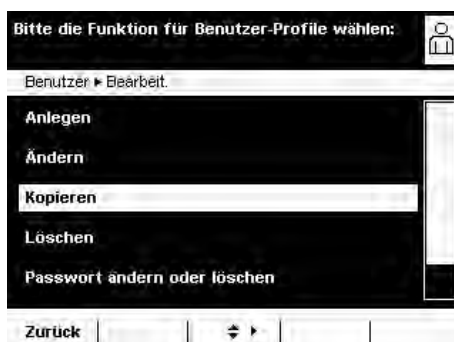 Bitte die Funktion für Benutzer-Profile wählen:
Benutzer ▸ Bearbeit.
Anlegen
Ändern
Kopieren
Löschen
Passwort ändern oder löschen
Zurück